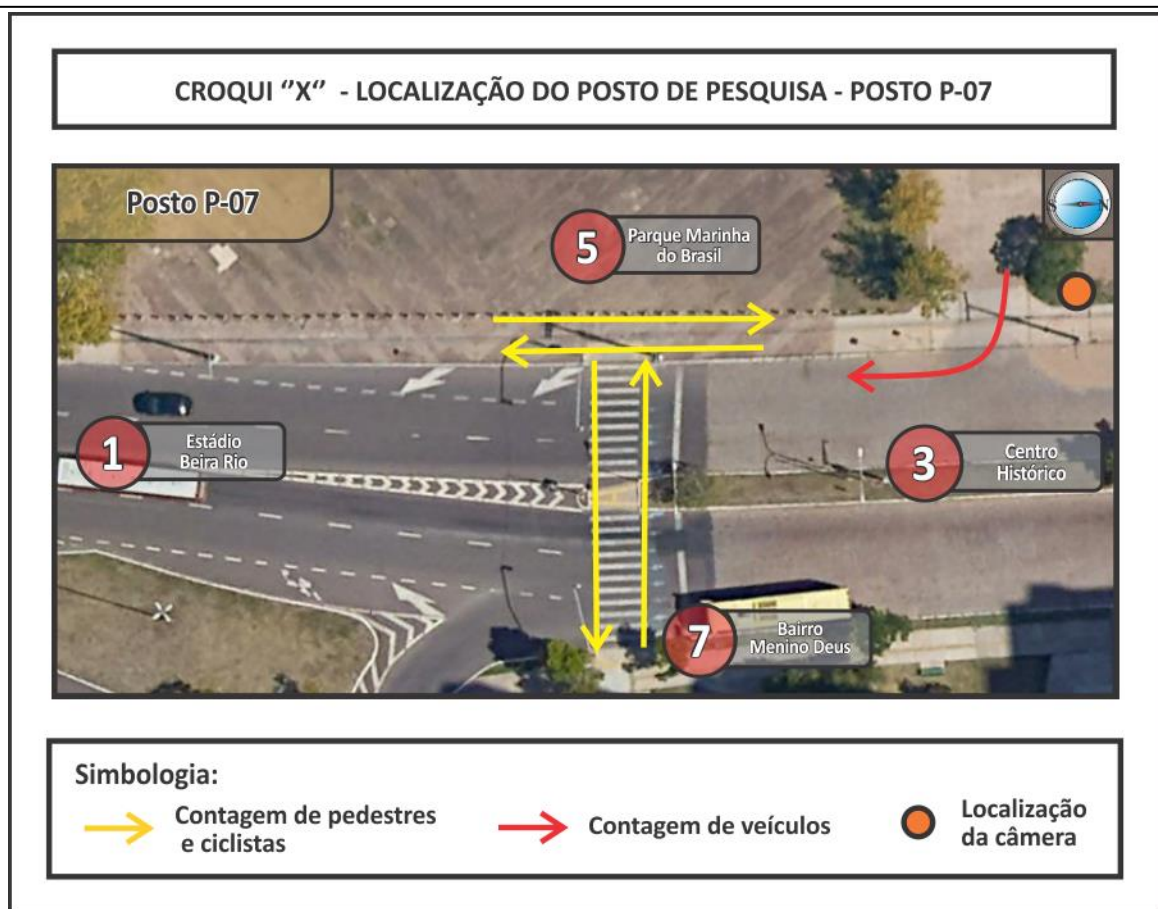 CROQUI ‘‘X‘‘ - LOCALIZAÇÃO DO POSTO DE PESQUISA - POSTO P-07
Posto P-07
S N
5
Parque Marinha
do Brasil
1
Estádio
Beira Rio
3
Centro
Histórico
7
Bairro
Menino Deus
Simbologia:
Contagem de pedestres
e ciclistas
Contagem de veículos
Localização
da câmera